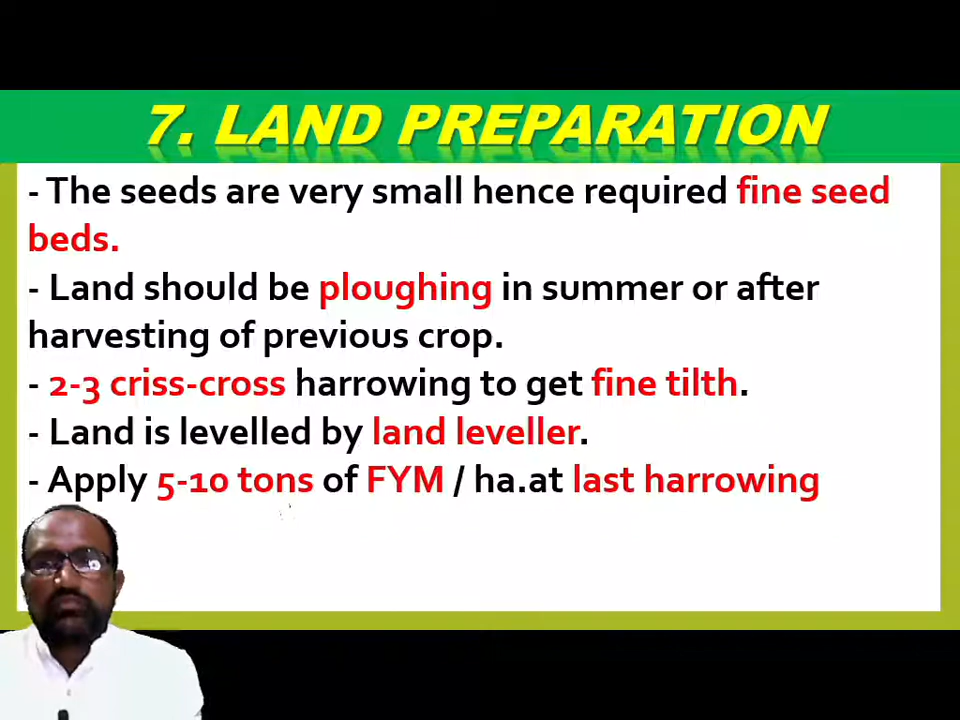 7. LAND PREPARATION
- The seeds are very small hence required fine seed
beds.
- Land should be ploughing in summer or after
harvesting of previous crop.
- 2-3 criss-cross harrowing to get fine tilth.
- Land is levelled by land leveller.
- Apply 5-10 tons of FYM / ha.at last harrowing